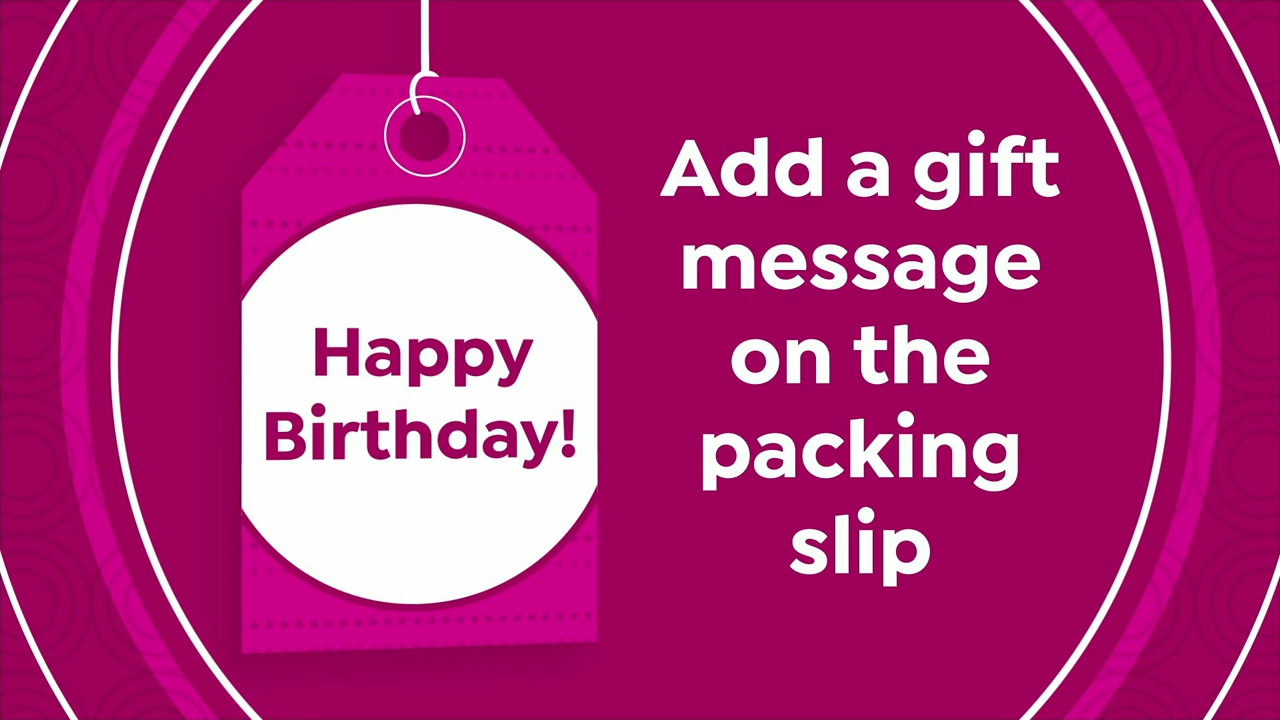 Happy
Birthday!
Add a gift
message
on the
packing
slip